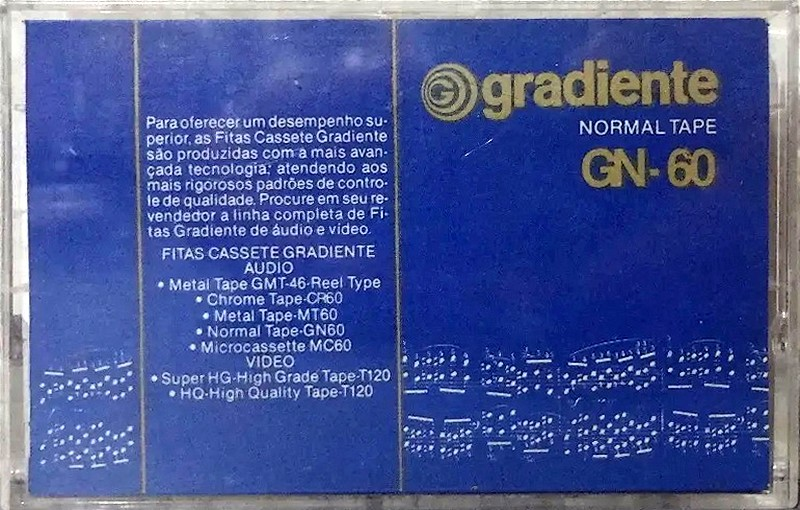 Para oferecer um desempenho su-
perior, as Fitas Cassete Gradiente
são produzidas com a mais avan-
çada tecnologia, atendendo aos
mais rigorosos padrões de contro-
le de qualidade. Procure em seu re-
vendedor a linha completa de Fi-
tas Gradiente de áudio e vídeo.
FITAS CASSETE GRADIENTE
AUDIO
• Metal Tape GMT-46-Reel Type
• Chrome Tape-CR60
• Metal Tape-MT60
• Normal Tape-GN60
• Microcassette MC60
VIDEO
• Super HG-High Grade Tape-T120
• HQ-High Quality Tape-T120
G gradiente
NORMAL TAPE
GN-60